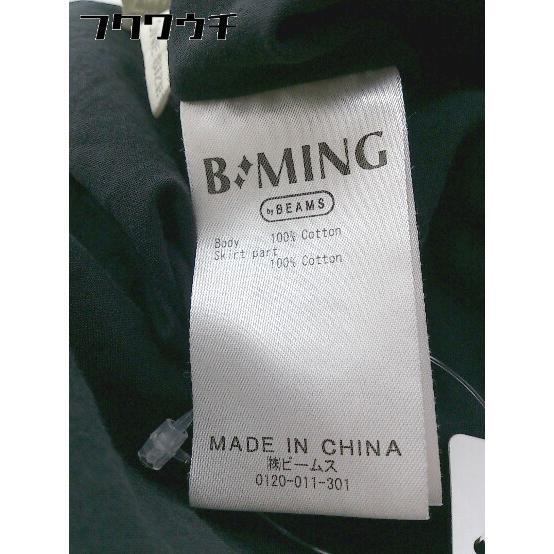 フクウクチ
B:MING
by BEAMS
Body 100% Cotton
Skirt part
100% Cotton
MADE IN CHINA
㈱ビームス
0120-011-301